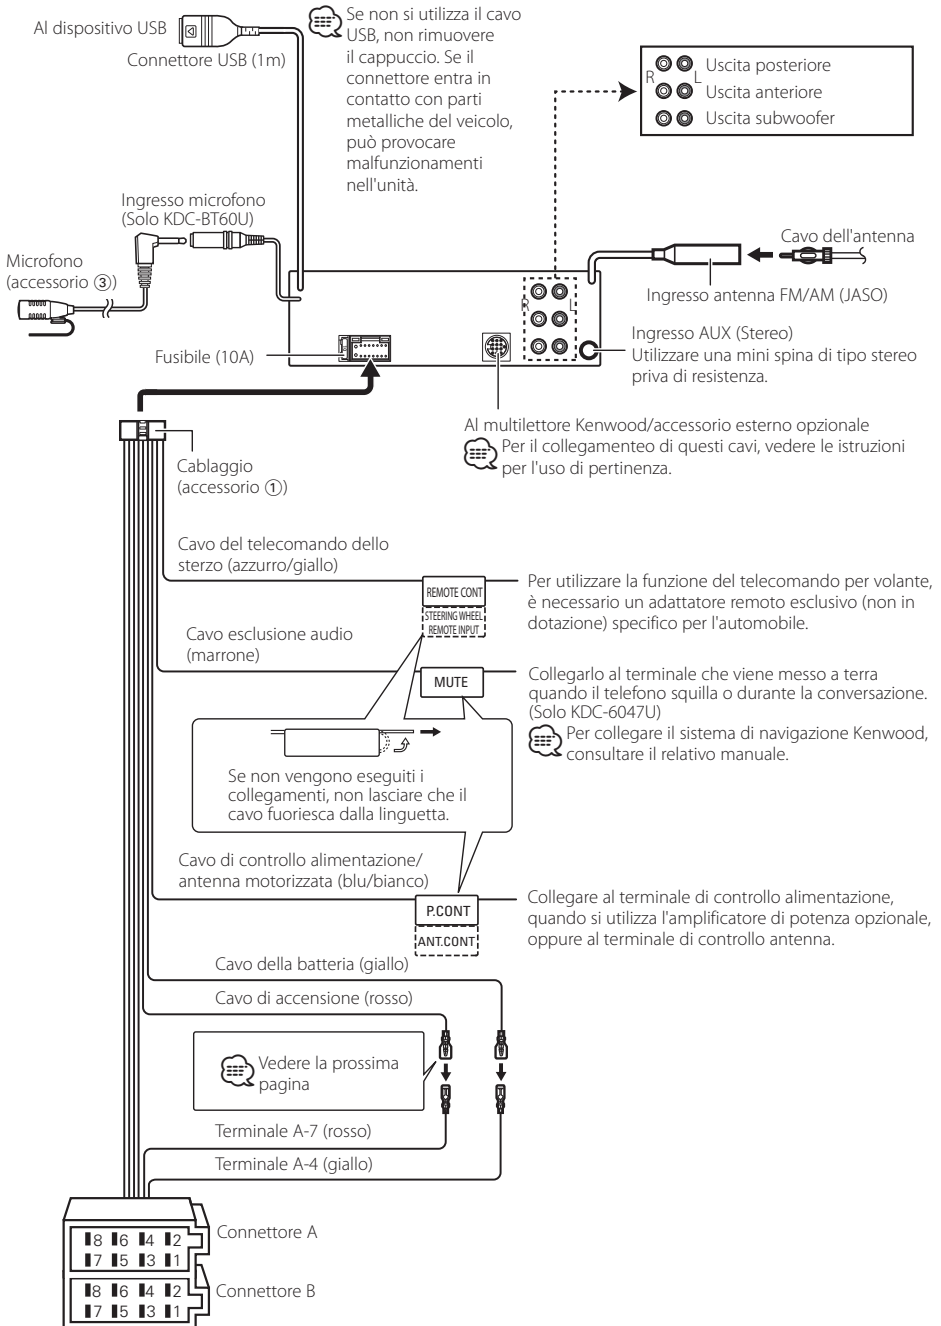 Al dispositivo USB
Connettore USB (1m)
Se non si utilizza il cavo
USB, non rimuovere
il cappuccio. Se il
connettore entra in
contatto con parti
metalliche del veicolo,
può provocare
malfunzionamenti
nell'unità.
R L
Uscita posteriore
Uscita anteriore
Uscita subwoofer
Ingresso microfono
(Solo KDC-BT60U)
Microfono
(accessorio ③)
Cavo dell'antenna
Ingresso antenna FM/AM (JASO)
R L
Fusibile (10A)
Ingresso AUX (Stereo)
Utilizzare una mini spina di tipo stereo
priva di resistenza.
Al multilettore Kenwood/accessorio esterno opzionale
Per il collegamenteo di questi cavi, vedere le istruzioni
per l'uso di pertinenza.
Cablaggio
(accessorio ①)
Cavo del telecomando dello
sterzo (azzurro/giallo)
REMOTE CONT
STEERING WHEEL
REMOTE INPUT
Per utilizzare la funzione del telecomando per volante,
è necessario un adattatore remoto esclusivo (non in
dotazione) specifico per l'automobile.
Cavo esclusione audio
(marrone)
MUTE
Collegarlo al terminale che viene messo a terra
quando il telefono squilla o durante la conversazione.
(Solo KDC-6047U)
Per collegare il sistema di navigazione Kenwood,
consultare il relativo manuale.
Se non vengono eseguiti i
collegamenti, non lasciare che il
cavo fuoriesca dalla linguetta.
Cavo di controllo alimentazione/
antenna motorizzata (blu/bianco)
P.CONT
ANT.CONT
Collegare al terminale di controllo alimentazione,
quando si utilizza l'amplificatore di potenza opzionale,
oppure al terminale di controllo antenna.
Cavo della batteria (giallo)
Cavo di accensione (rosso)
Vedere la prossima
pagina
Terminale A-7 (rosso)
Terminale A-4 (giallo)
Connettore A
8 6 4 2
7 5 3 1
Connettore B
8 6 4 2
7 5 3 1